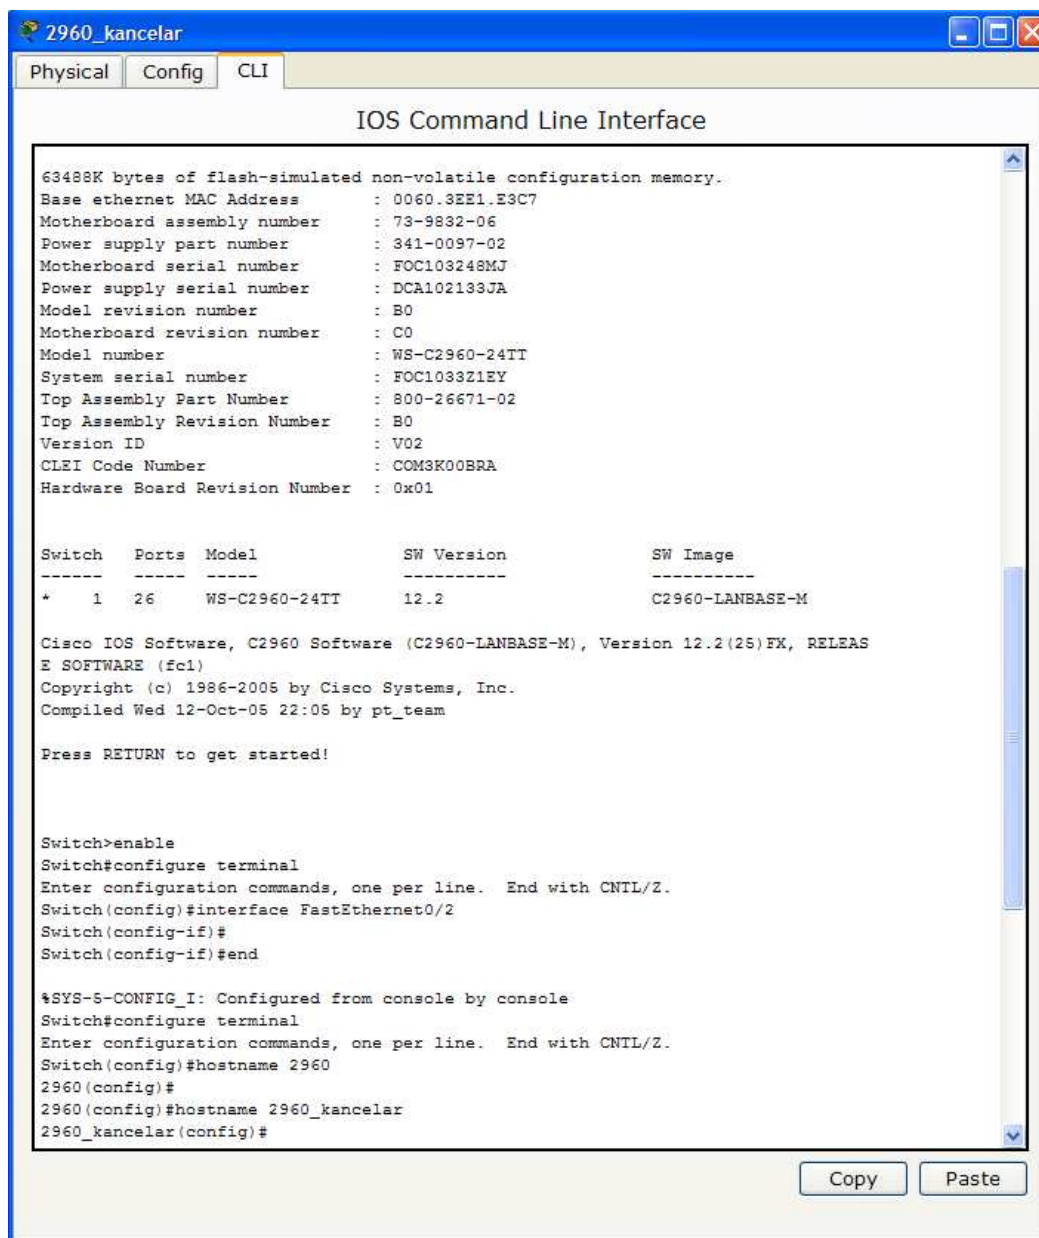 2960_kancelar
Physical Config CLI
IOS Command Line Interface
63488K bytes of flash-simulated non-volatile configuration memory.
Base ethernet MAC Address : 0060.3EE1.E3C7
Motherboard assembly number : 73-9832-06
Power supply part number : 341-0097-02
Motherboard serial number : FOC103248MJ
Power supply serial number : DCA102133JA
Model revision number : B0
Motherboard revision number : C0
Model number : WS-C2960-24TT
System serial number : FOC1033Z1EY
Top Assembly Part Number : 800-26671-02
Top Assembly Revision Number : B0
Version ID : V02
CLEI Code Number : COM3K00BRA
Hardware Board Revision Number : 0x01
Switch Ports Model SW Version SW Image
------ ----- ----- ---------- ----------
* 1 26 WS-C2960-24TT 12.2 C2960-LANBASE-M
Cisco IOS Software, C2960 Software (C2960-LANBASE-M), Version 12.2(25)FX, RELEAS
E SOFTWARE (fc1)
Copyright (c) 1986-2005 by Cisco Systems, Inc.
Compiled Wed 12-Oct-05 22:05 by pt_team
Press RETURN to get started!
Switch>enable
Switch#configure terminal
Enter configuration commands, one per line. End with CNTL/Z.
Switch(config)#interface FastEthernet0/2
Switch(config-if)#
Switch(config-if)#end
%SYS-5-CONFIG_I: Configured from console by console
Switch#configure terminal
Enter configuration commands, one per line. End with CNTL/Z.
Switch(config)#hostname 2960
2960(config)#
2960(config)#hostname 2960_kancelar
2960_kancelar(config)#
Copy Paste